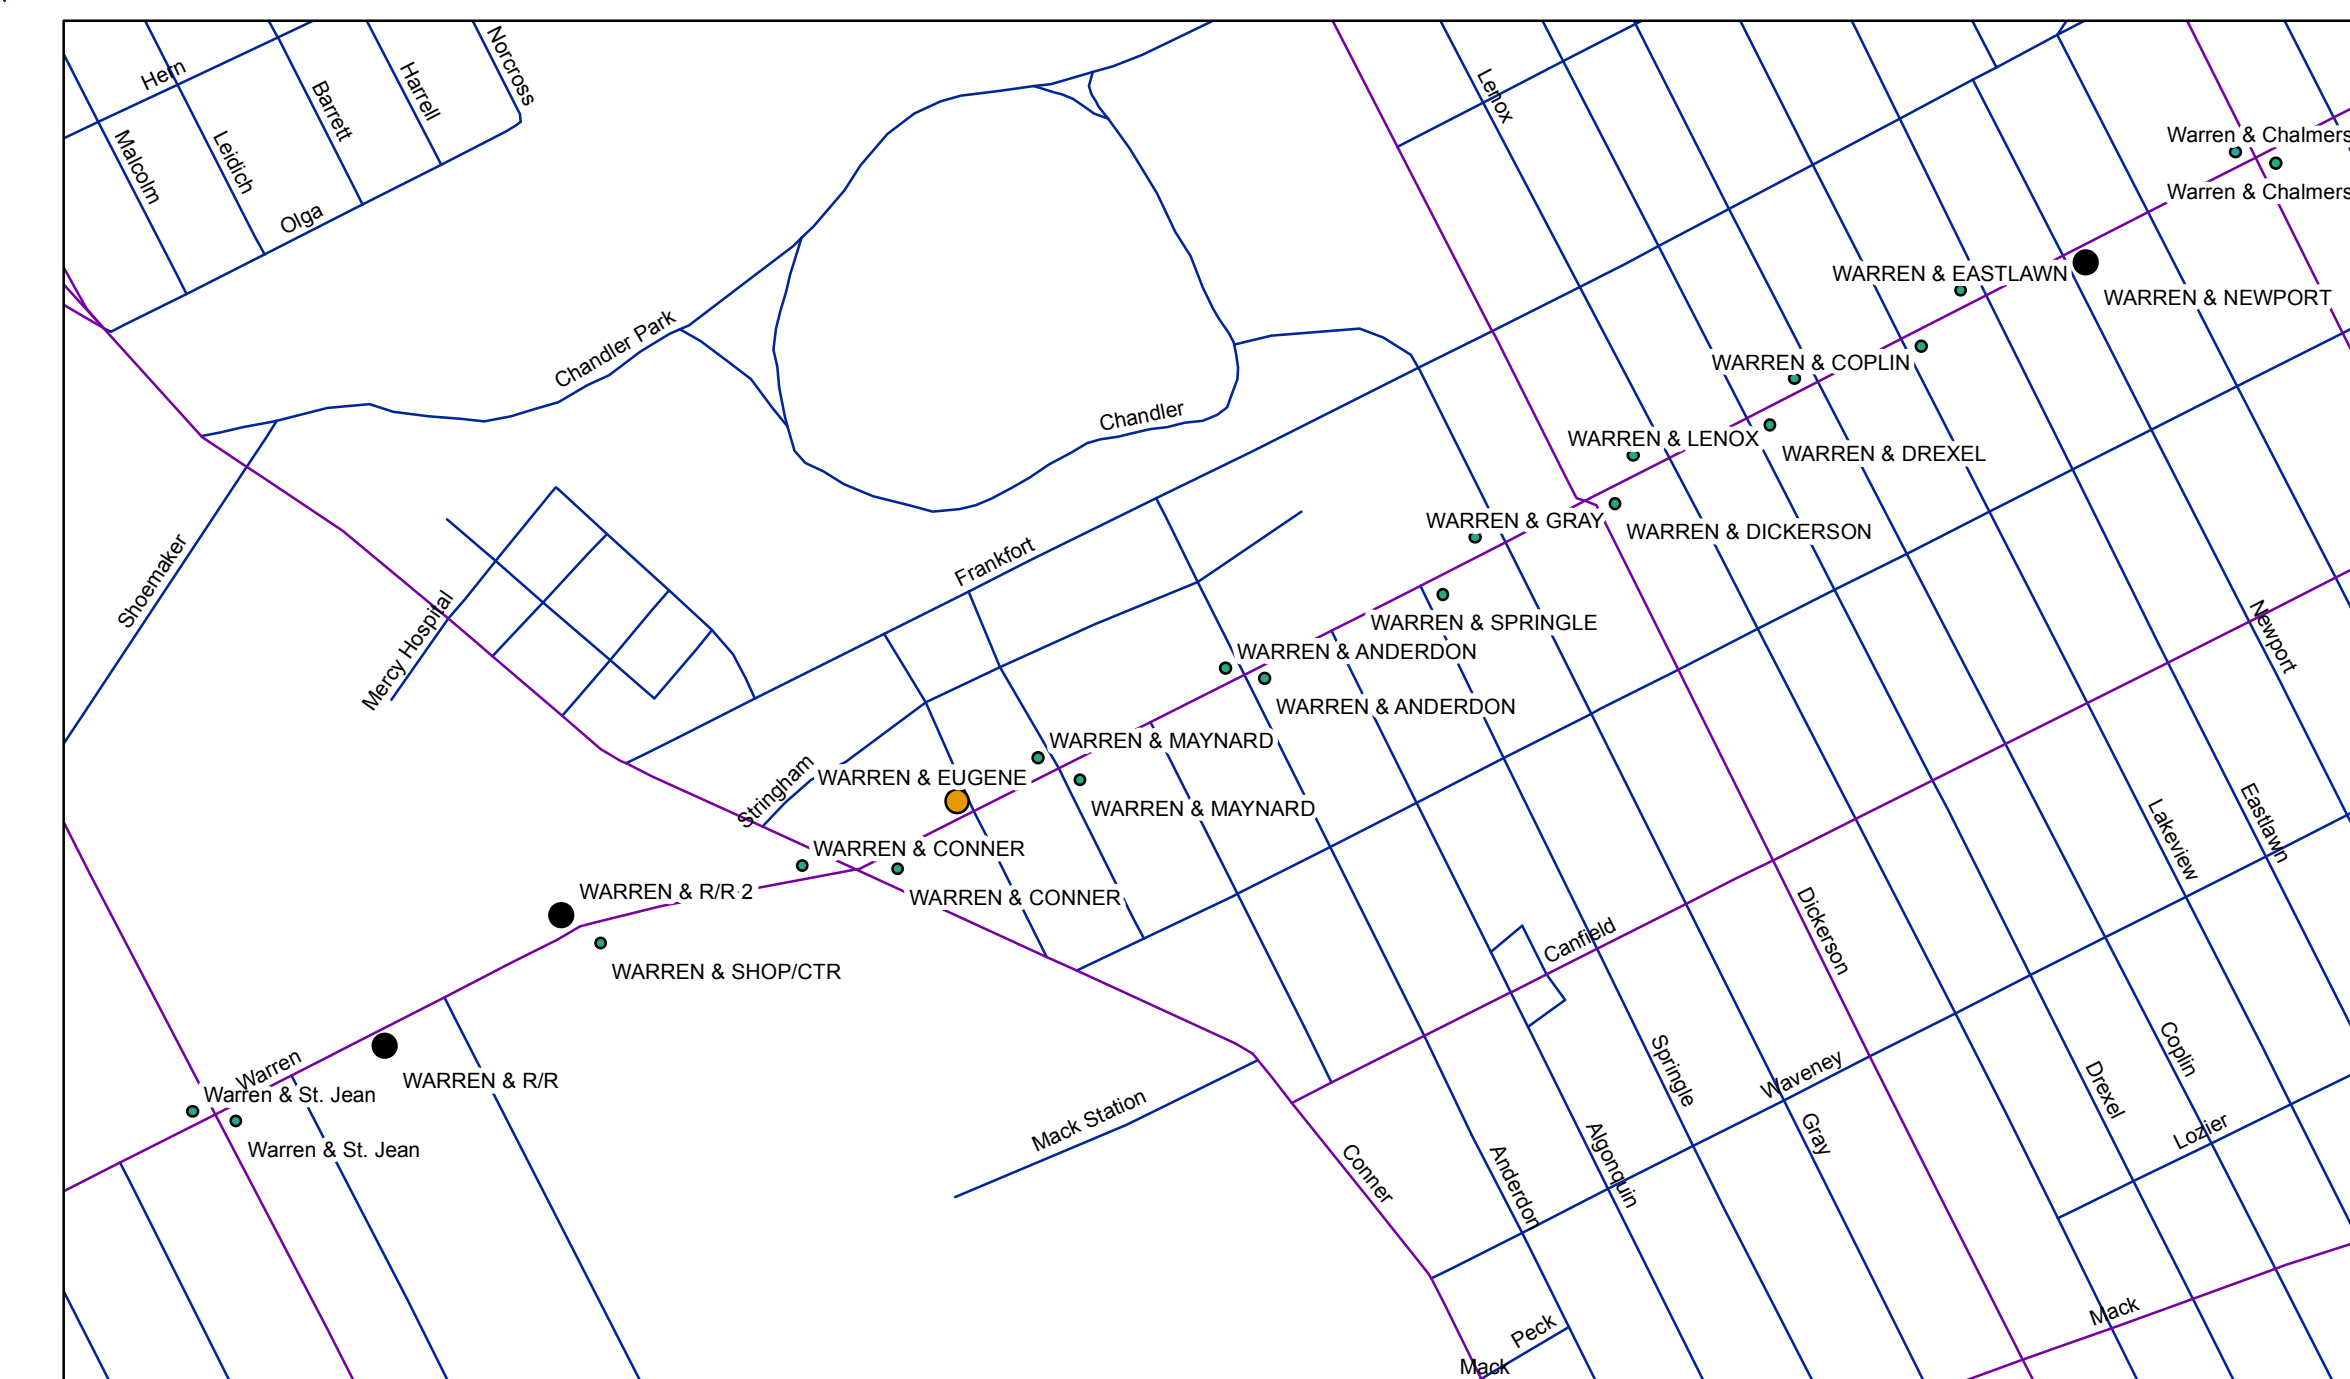 Norcross
Hern
Harrell
Barrett
Lenox
Malcolm
Leidich
Warren & Chalmers
Warren & Chalmers
Olga
WARREN & EASTLAWN
WARREN & NEWPORT
Chandler Park
WARREN & COPLIN
Chandler
WARREN & LENOX
WARREN & DREXEL
WARREN & GRAY
WARREN & DICKERSON
Frankfort
Shoemaker
Mercy Hospital
WARREN & SPRINGLE
Newport
WARREN & ANDERDON
WARREN & ANDERDON
WARREN & MAYNARD
WARREN & EUGENE
Stringham
WARREN & MAYNARD
Eastlawn
Lakeview
WARREN & CONNER
WARREN & R/R 2
WARREN & CONNER
Dickerson
Canfield
WARREN & SHOP/CTR
Warren
Springle
Coplin
Waveney
WARREN & R/R
Drexel
Warren & St. Jean
Mack Station
Gray
Lozier
Warren & St. Jean
Algonquin
Conner
Anderdon
Mack
Peck
Mack